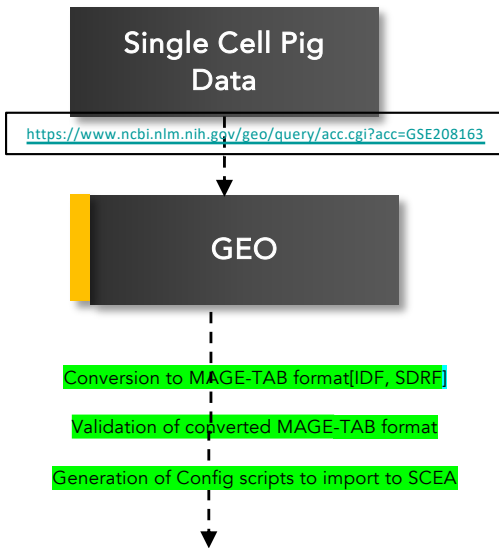 Single Cell Pig
Data
https://www.ncbi.nlm.nih.gov/geo/query/acc.cgi?acc=GSE208163
GEO
Conversion to MAGE-TAB format[IDF, SDRF]
Validation of converted MAGE-TAB format
Generation of Config scripts to import to SCEA